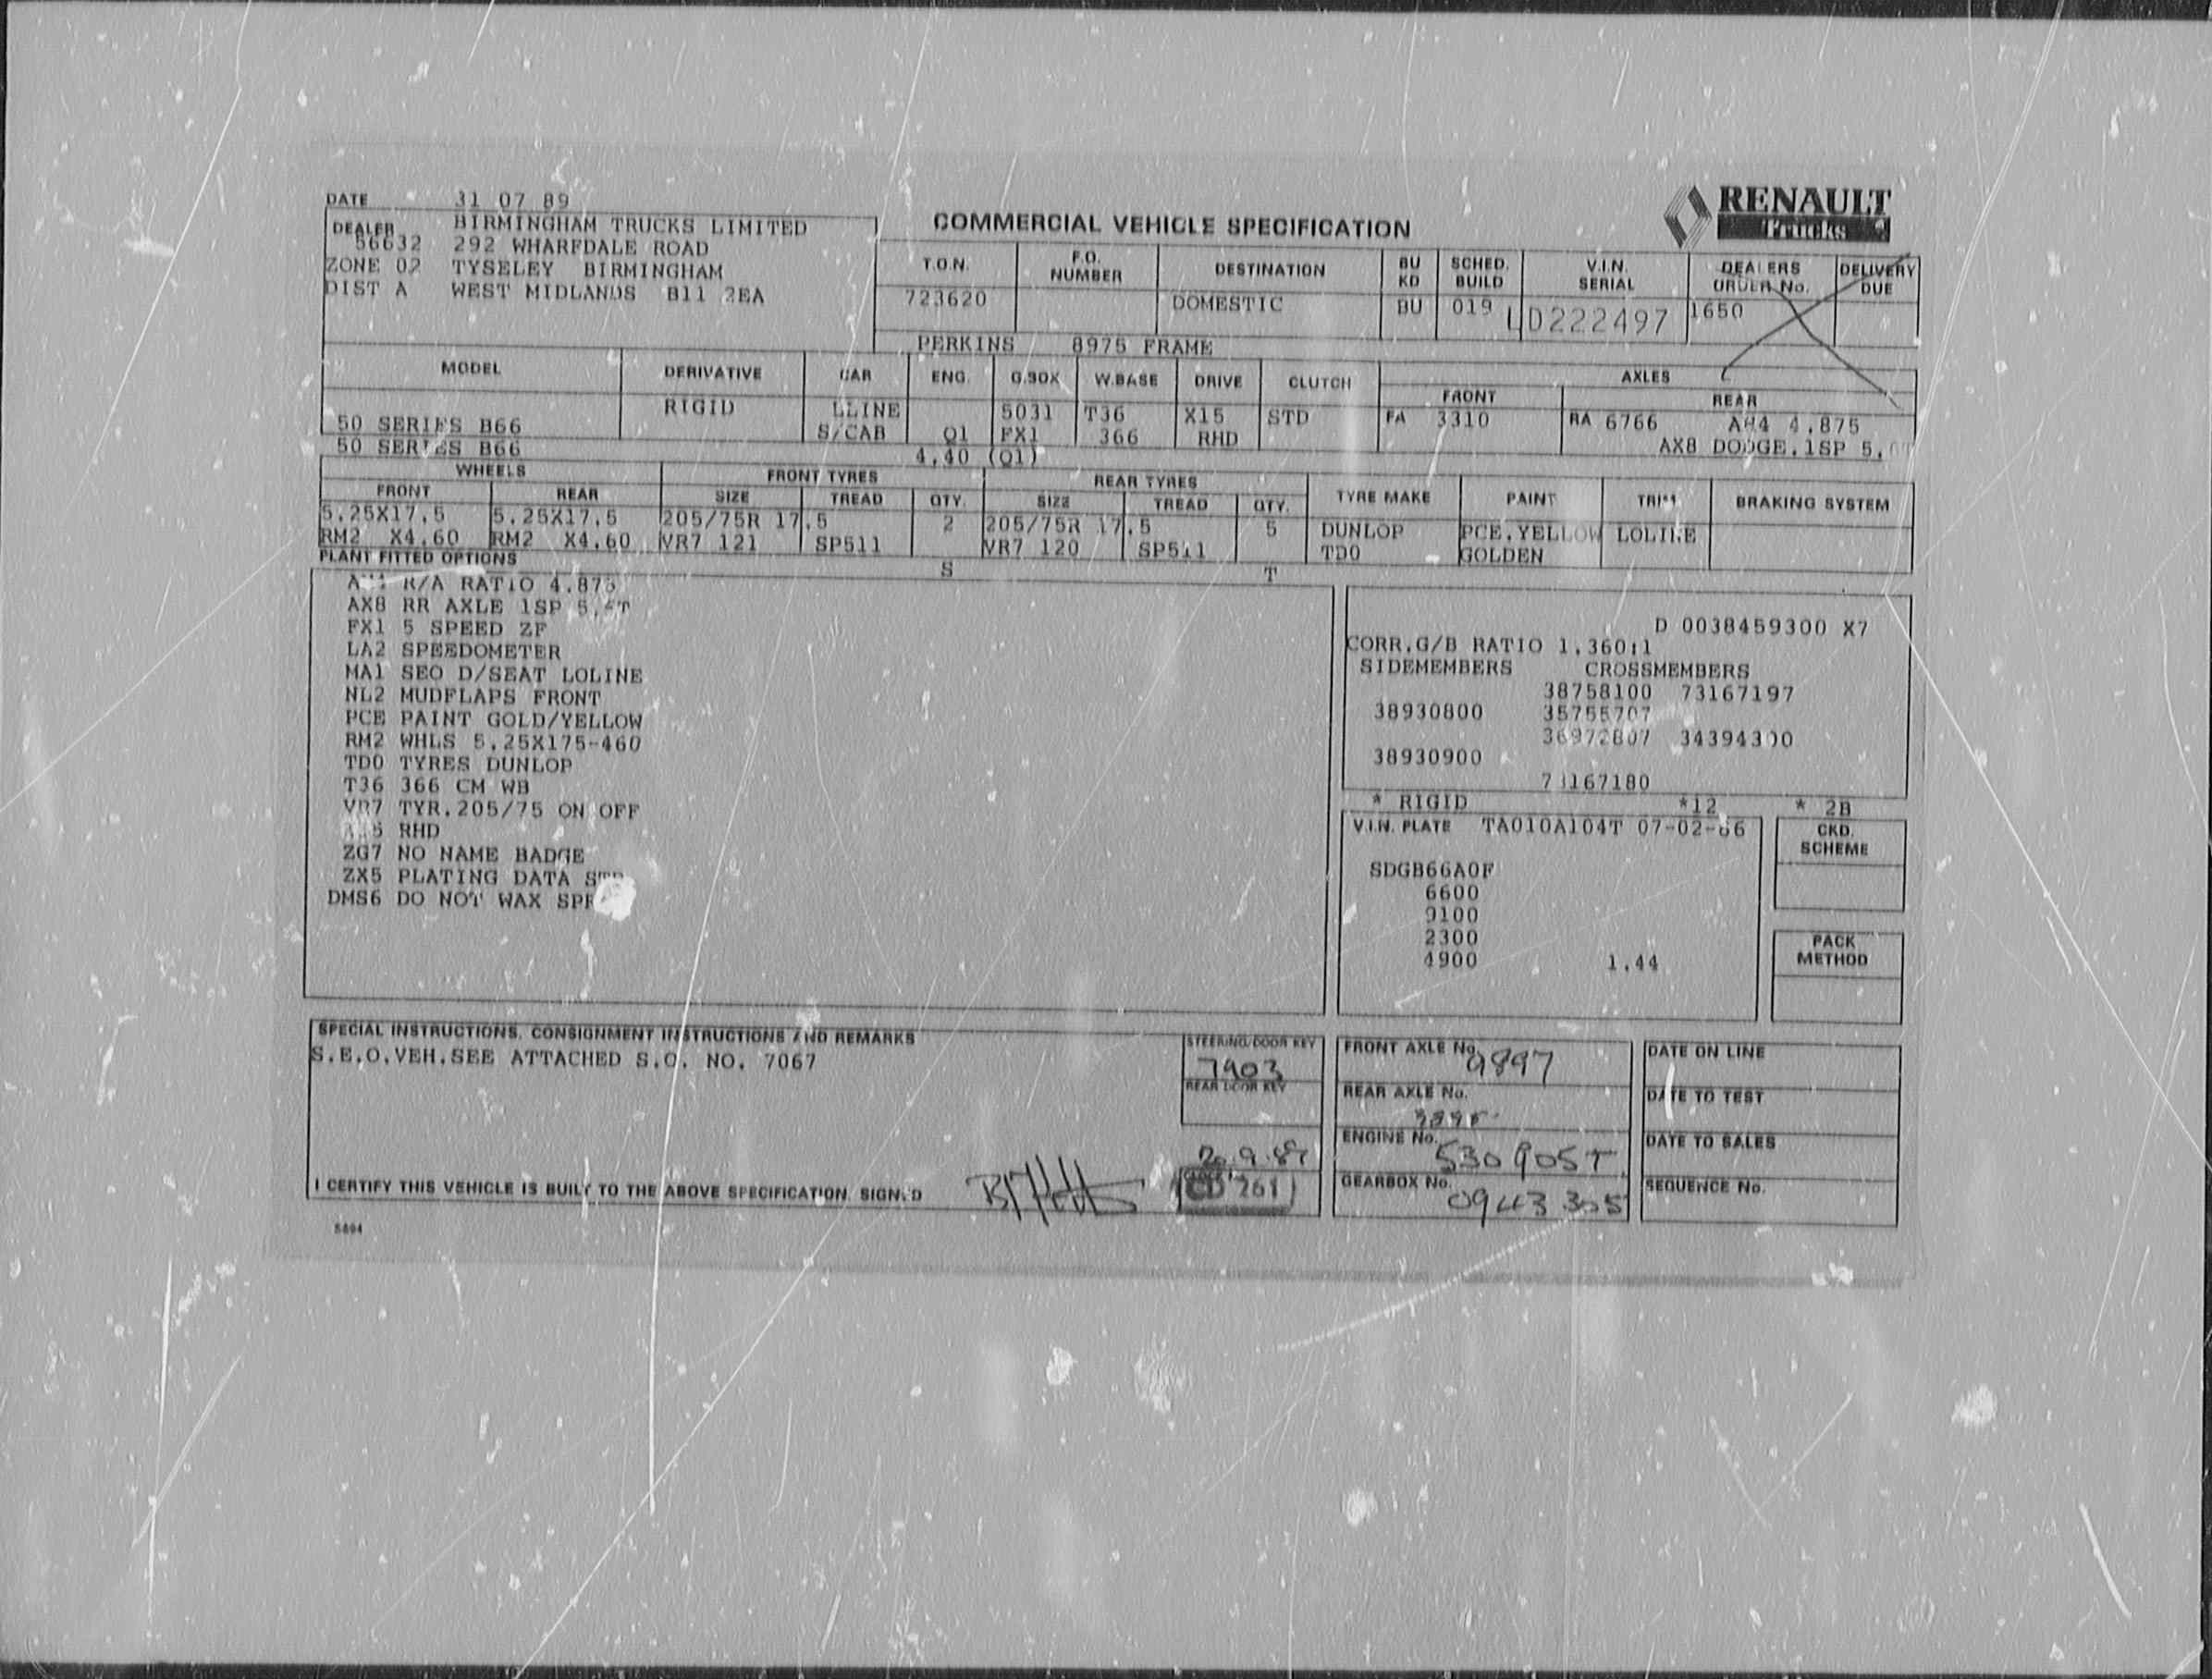 DATE 31 07 89
RENAULT
Trucks
COMMERCIAL VEHICLE SPECIFICATION
DEALER BIRMINGHAM TRUCKS LIMITED
56632 292 WHARFDALE ROAD
ZONE 02 TYSELEY BIRMINGHAM
DIST A WEST MIDLANDS B11 2EA
T.O.N. F.O. NUMBER DESTINATION BU KD SCHED. BUILD V.I.N. SERIAL DEALERS ORDER No. DELIVERY DUE
723620 DOMESTIC BU 019 D222497 1650
PERKINS 8975 FRAME
MODEL DERIVATIVE CAB ENG. G.BOX W.BASE DRIVE CLUTCH AXLES
FRONT REAR
RIGID LLINE 5031 T36 X15 STD FA 3310 RA 6766 AH4 4.875
50 SERIES B66 S/CAB Q1 FX1 366 RHD AX8 DODGE.1SP
50 SERIES B66 4.40 (Q1)
WHEELS FRONT TYRES REAR TYRES
FRONT REAR SIZE TREAD QTY. SIZE TREAD QTY. TYRE MAKE PAINT TRIM BRAKING SYSTEM
5.25X17.5 5.25X17.5 205/75R 17.5 2 205/75R 17.5 5 DUNLOP PCE.YELLOW LOLINE
RM2 X4.60 RM2 X4.60 VR7 121 SP511 VR7 120 SP511 TD0 GOLDEN
PLANT FITTED OPTIONS S T
R/A RATIO 4.875
AX8 RR AXLE 1SP
FX1 5 SPEED ZF
LA2 SPEEDOMETER
MA1 SEO D/SEAT LOLINE
NL2 MUDFLAPS FRONT
PCE PAINT GOLD/YELLOW
RM2 WHLS 5.25X175-460
TD0 TYRES DUNLOP
T36 366 CM WB
VR7 TYR.205/75 ON OFF
RHD
ZG7 NO NAME BADGE
ZX5 PLATING DATA
DMS6 DO NOT WAX
D 0038459300 X7
CORR.G/B RATIO 1.360:1
SIDEMEMBERS CROSSMEMBERS
38758100 73167197
38930800 35755707
36972807 34394300
38930900
73167180
* RIGID *12 * 2B
V.I.N. PLATE TA010A104T 07-02-86
SDGB66A0F
6600
9100
2300
4900 1.44
CKD. SCHEME
PACK METHOD
SPECIAL INSTRUCTIONS, CONSIGNMENT INSTRUCTIONS AND REMARKS
S.E.O.VEH.SEE ATTACHED S.O. NO. 7067
I CERTIFY THIS VEHICLE IS BUILT TO THE ABOVE SPECIFICATION. SIGNED
STEERING/DOOR KEY
7903
REAR DOOR KEY
20.9.89
CD 261
FRONT AXLE No. 9897
REAR AXLE No.
ENGINE No. 530905T
GEARBOX No. 0943305
DATE ON LINE
DATE TO TEST
DATE TO SALES
SEQUENCE No.
5894